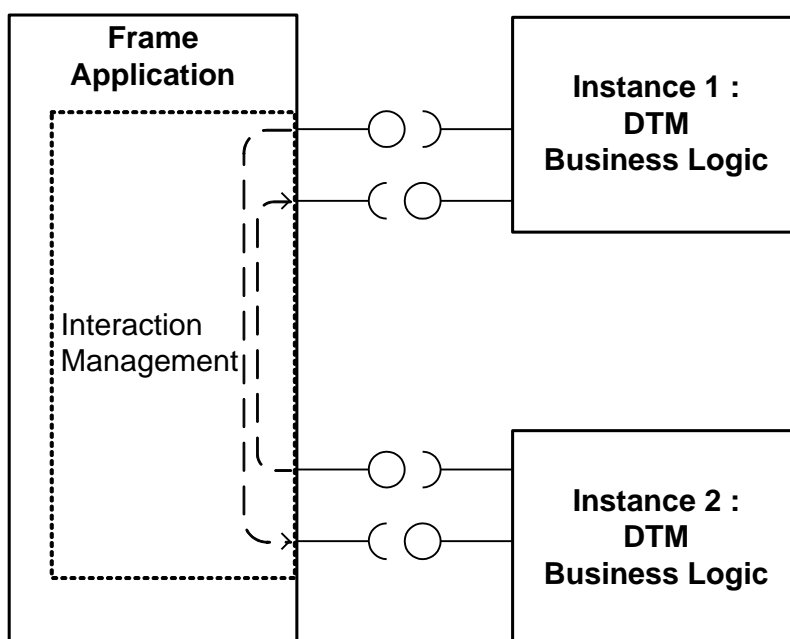 Frame
Application
Instance 1 :
DTM
Business Logic
Interaction
Management
Instance 2 :
DTM
Business Logic